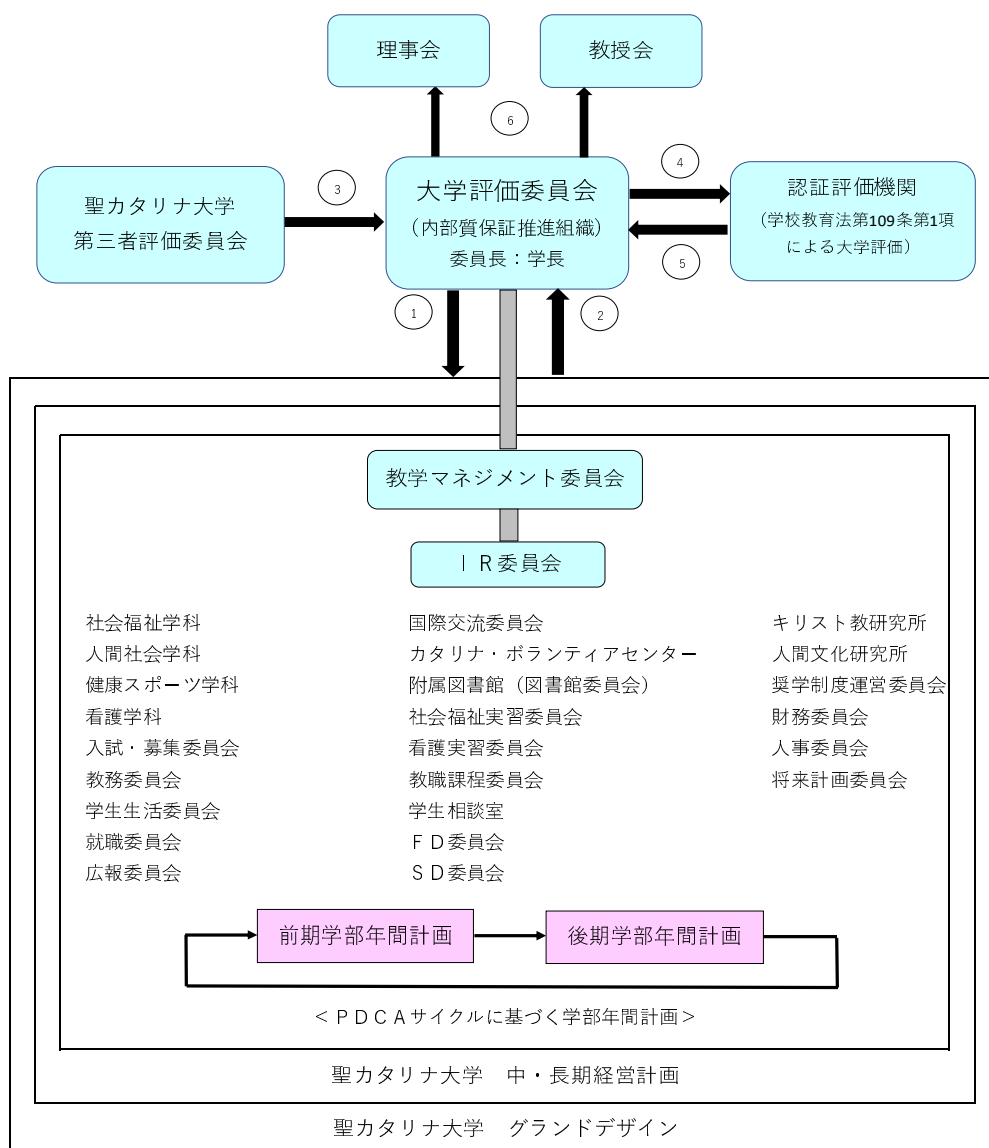 理事会
教授会
6
聖カタリナ大学
第三者評価委員会
3
大学評価委員会
（内部質保証推進組織）
委員長：学長
4
5
認証評価機関
（学校教育法第109条第1項
による大学評価）
1
2
教学マネジメント委員会
ＩＲ委員会
社会福祉学科
人間社会学科
健康スポーツ学科
看護学科
入試・募集委員会
教務委員会
学生生活委員会
就職委員会
広報委員会
国際交流委員会
カタリナ・ボランティアセンター
附属図書館（図書館委員会）
社会福祉実習委員会
看護実習委員会
教職課程委員会
学生相談室
ＦＤ委員会
ＳＤ委員会
キリスト教研究所
人間文化研究所
奨学制度運営委員会
財務委員会
人事委員会
将来計画委員会
前期学部年間計画
後期学部年間計画
＜ＰＤＣＡサイクルに基づく学部年間計画＞
聖カタリナ大学　中・長期経営計画
聖カタリナ大学　グランドデザイン